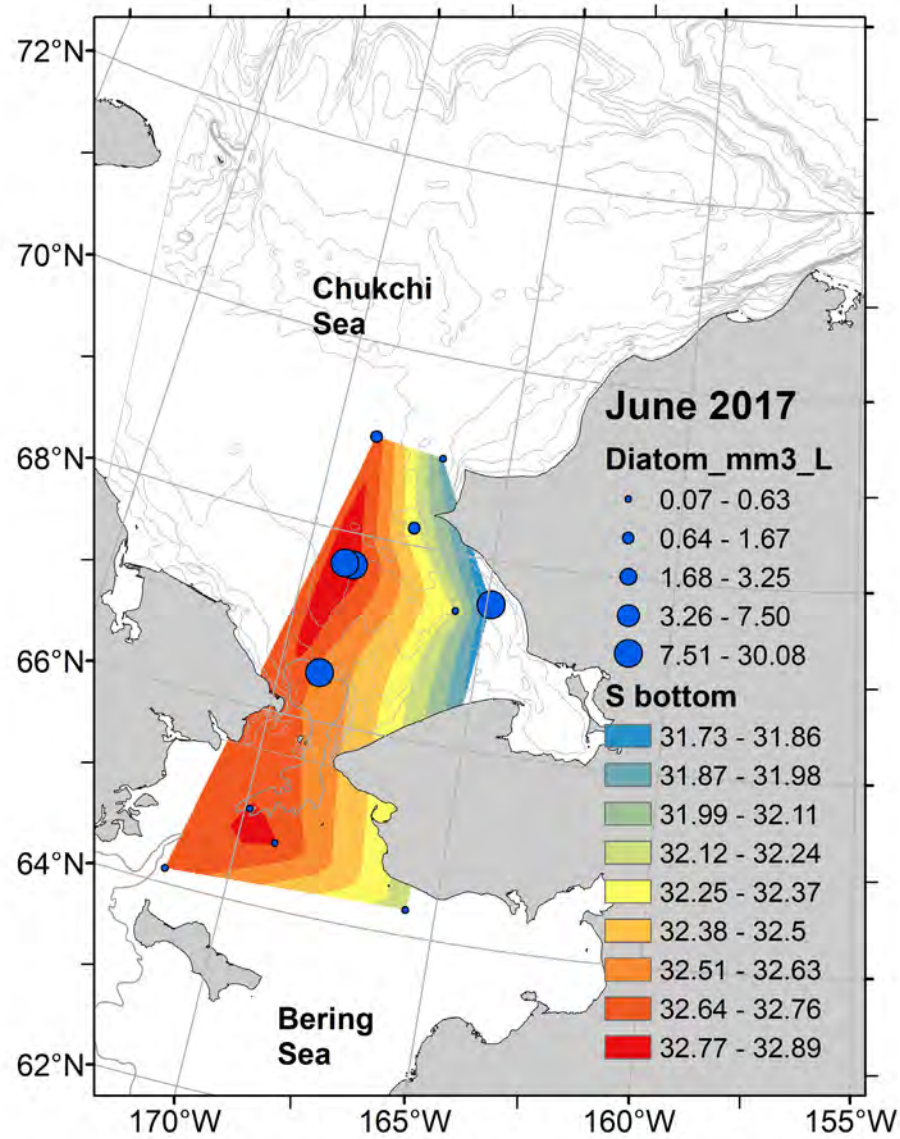 72°N
70°N
68°N
66°N
64°N
62°N
Chukchi
Sea
Bering
Sea
June 2017
Diatom_mm3_L
0.07 - 0.63
0.64 - 1.67
1.68 - 3.25
3.26 - 7.50
7.51 - 30.08
S bottom
31.73 - 31.86
31.87 - 31.98
31.99 - 32.11
32.12 - 32.24
32.25 - 32.37
32.38 - 32.5
32.51 - 32.63
32.64 - 32.76
32.77 - 32.89
170°W
165°W
160°W
155°W